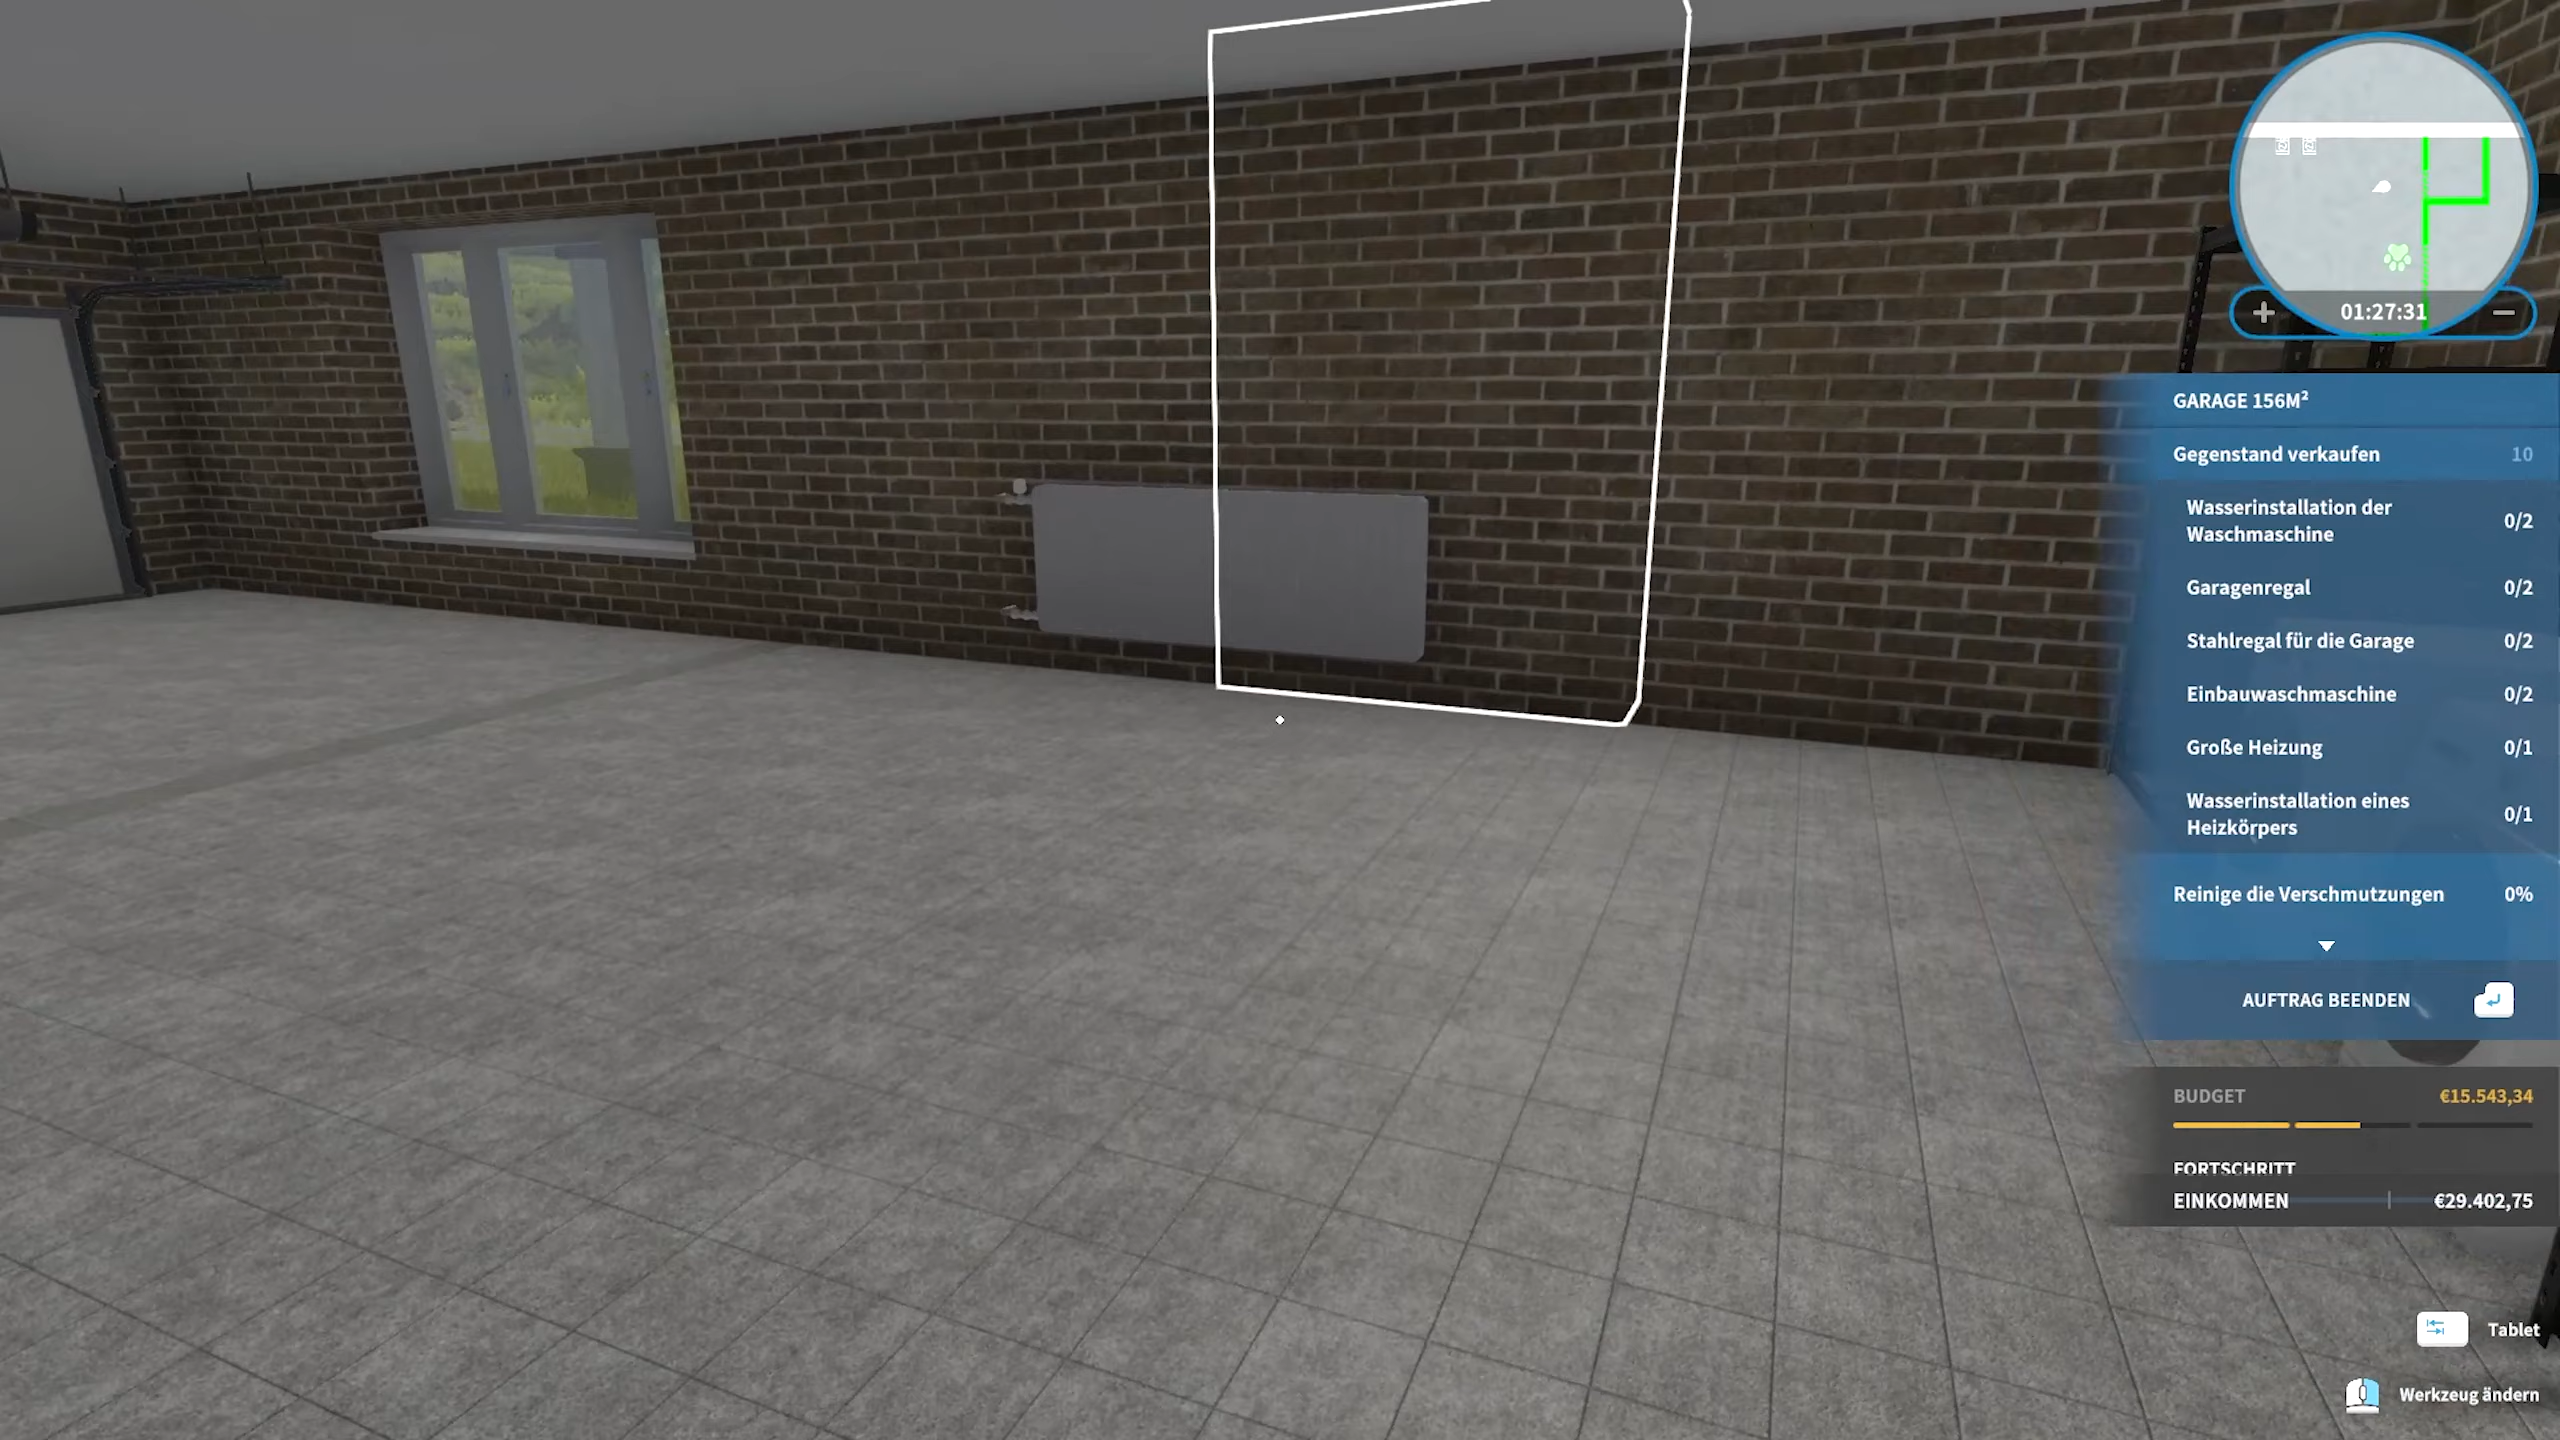 01:27:31
GARAGE 156M²
Gegenstand verkaufen 10
Wasserinstallation der
Waschmaschine 0/2
Garagenregal 0/2
Stahlregal für die Garage 0/2
Einbauwaschmaschine 0/2
Große Heizung 0/1
Wasserinstallation eines
Heizkörpers 0/1
Reinige die Verschmutzungen 0%
AUFTRAG BEENDEN
BUDGET €15.543,34
FORTSCHRITT
EINKOMMEN €29.402,75
Tablet
Werkzeug ändern